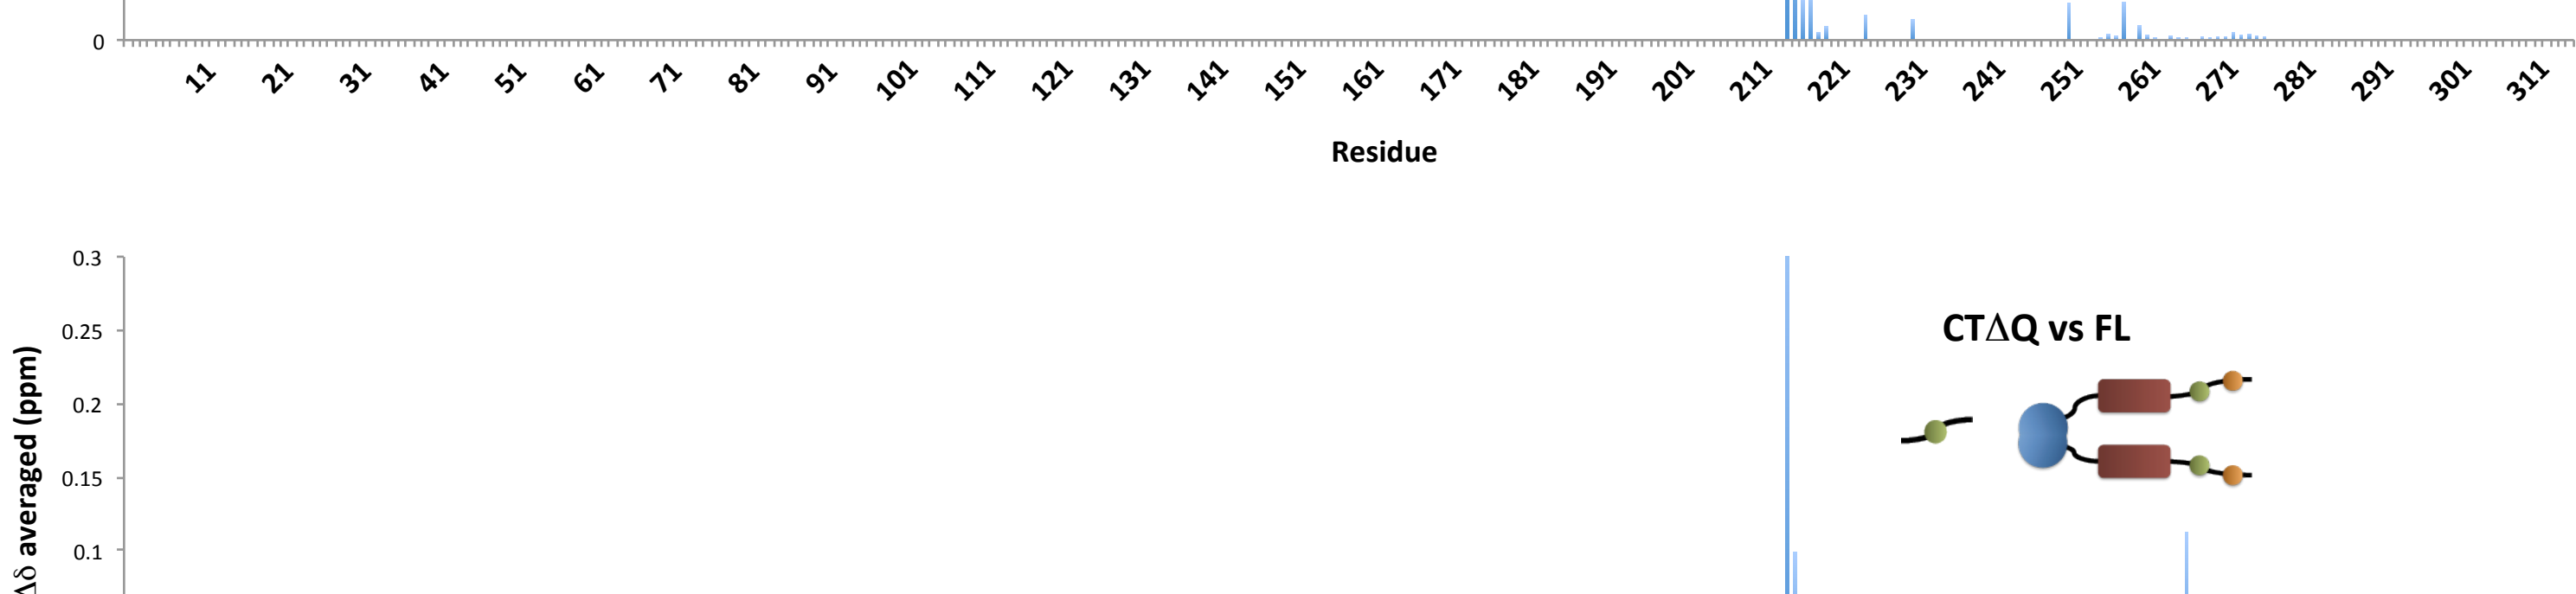 0
11 21 31 41 51 61 71 81 91 101 111 121 131 141 151 161 171 181 191 201 211 221 231 241 251 261 271 281 291 301 311
Residue
0.3
0.25
0.2
0.15
0.1
Δδ averaged (ppm)
CTΔQ vs FL